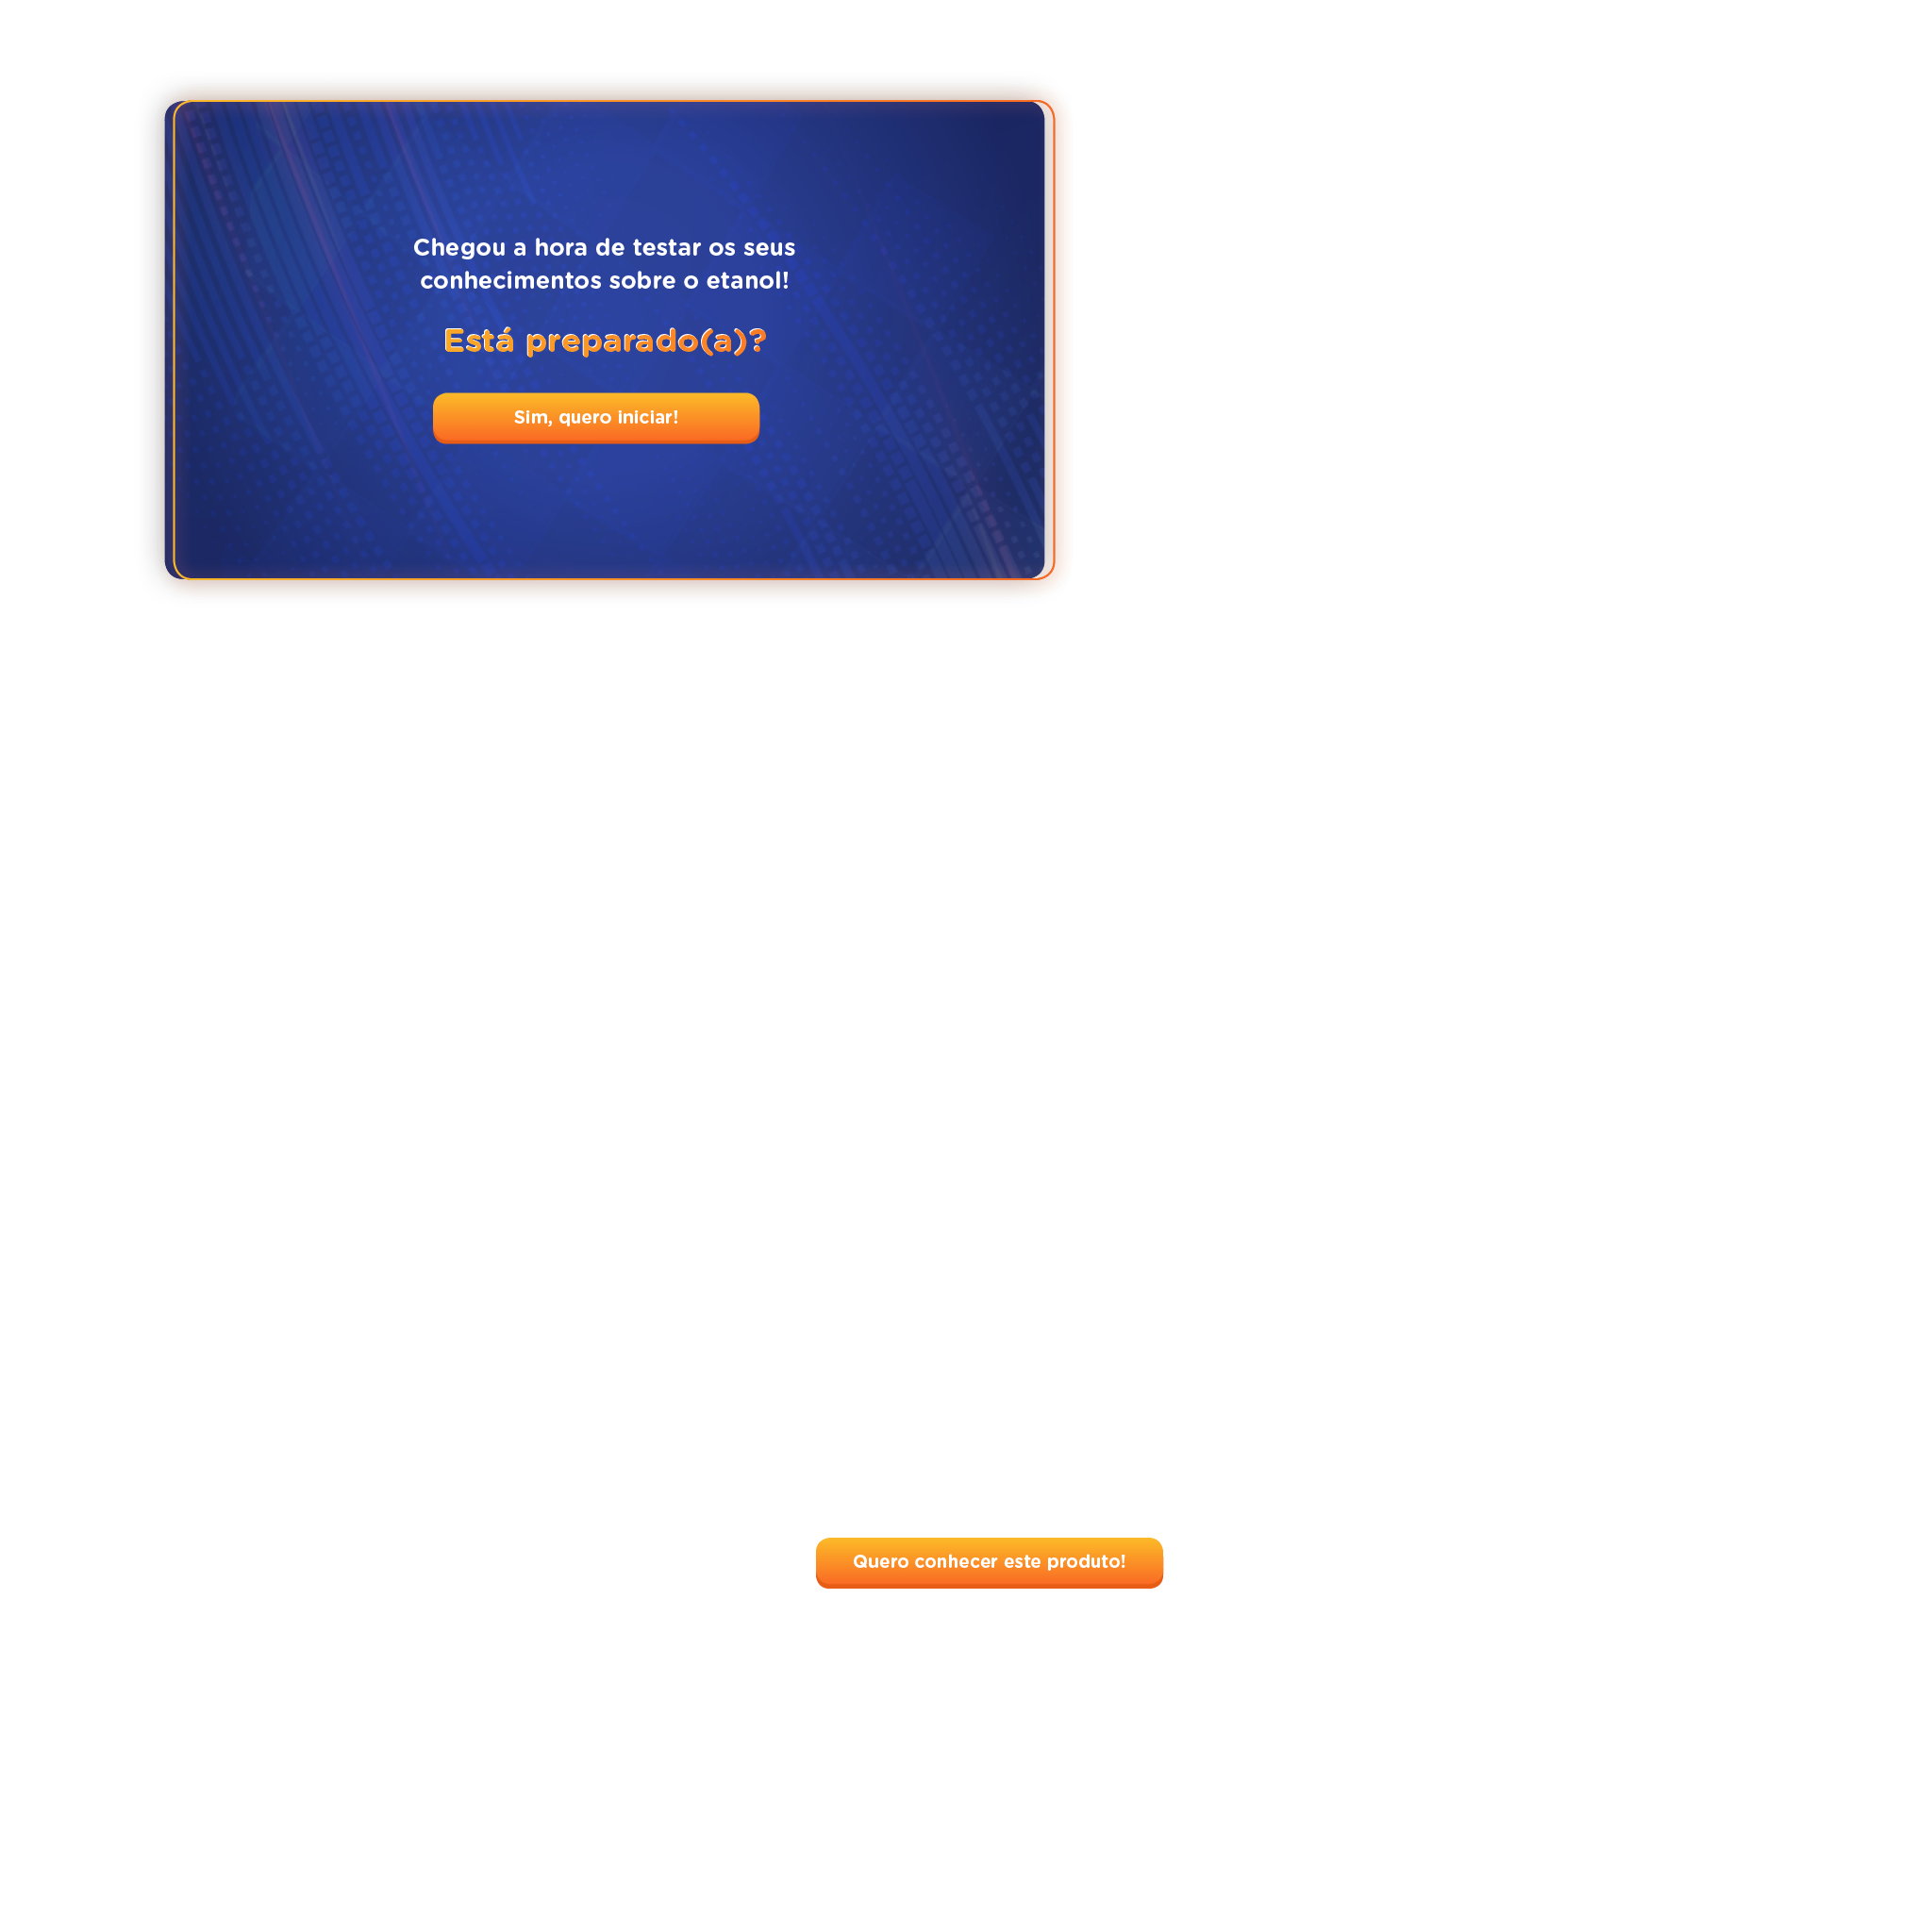 Chegou a hora de testar os seus
conhecimentos sobre o etanol!
Está preparado(a)?
Sim, quero iniciar!
Quero conhecer este produto!